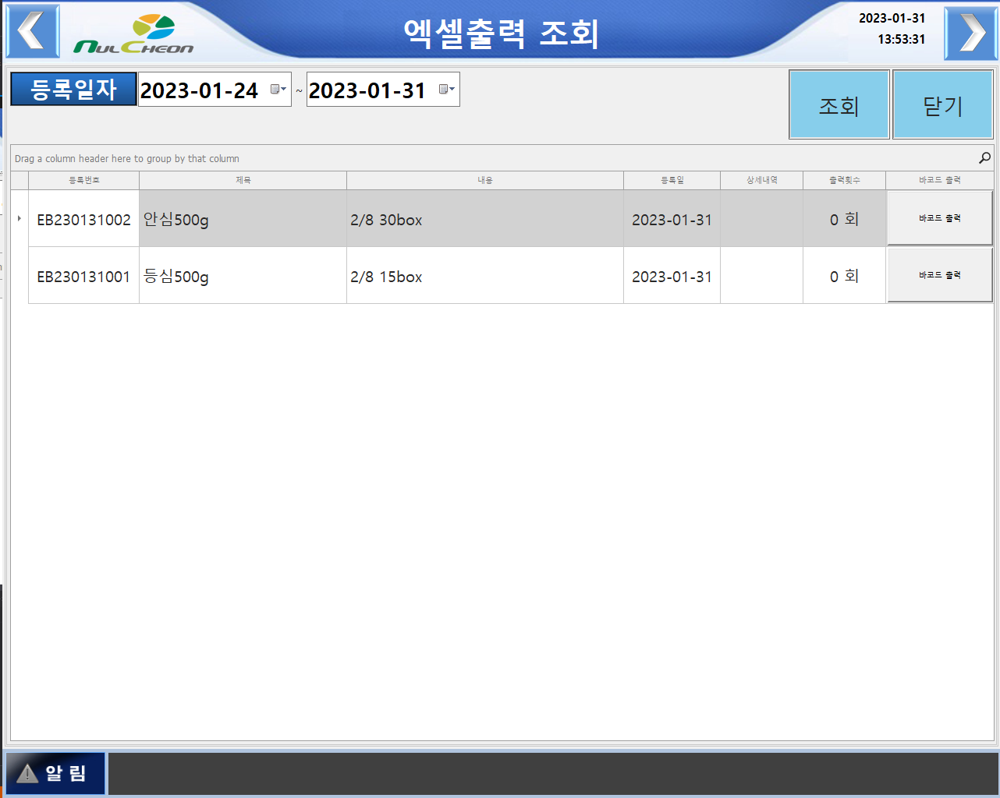 NulCheon
엑셀출력 조회
2023-01-31
13:53:31
등록일자 2023-01-24 ~ 2023-01-31
조회 닫기
Drag a column header here to group by that column
등록번호 제목 내용 등록일 상세내역 출력횟수 바코드 출력
EB230131002 안심500g 2/8 30box 2023-01-31 0 회 바코드 출력
EB230131001 등심500g 2/8 15box 2023-01-31 0 회 바코드 출력
알 림